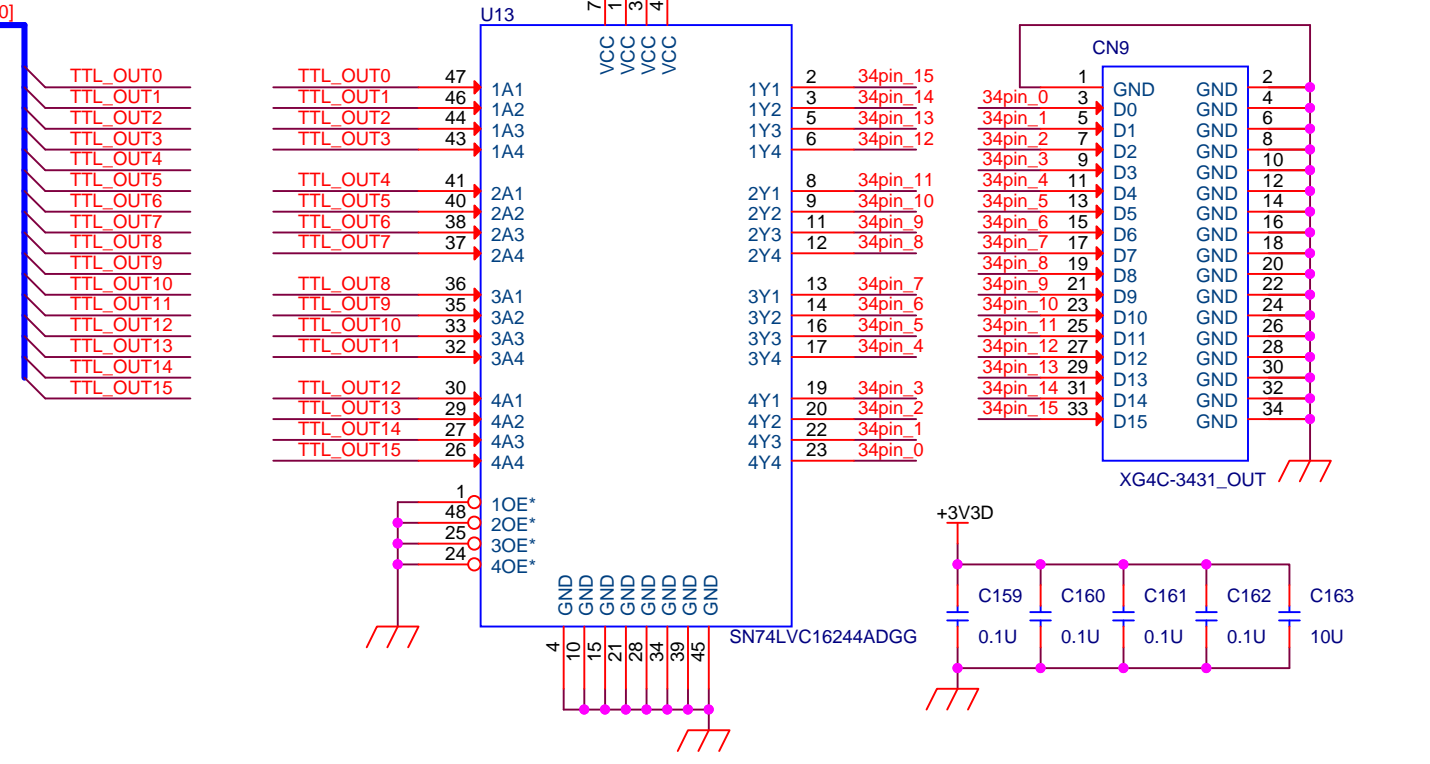 0]
TTL_OUT0
TTL_OUT1
TTL_OUT2
TTL_OUT3
TTL_OUT4
TTL_OUT5
TTL_OUT6
TTL_OUT7
TTL_OUT8
TTL_OUT9
TTL_OUT10
TTL_OUT11
TTL_OUT12
TTL_OUT13
TTL_OUT14
TTL_OUT15
U13
7 1 3 4
VCC VCC VCC VCC
TTL_OUT0 47 1A1 1Y1 2 34pin_15
TTL_OUT1 46 1A2 1Y2 3 34pin_14
TTL_OUT2 44 1A3 1Y3 5 34pin_13
TTL_OUT3 43 1A4 1Y4 6 34pin_12
TTL_OUT4 41 2A1 2Y1 8 34pin_11
TTL_OUT5 40 2A2 2Y2 9 34pin_10
TTL_OUT6 38 2A3 2Y3 11 34pin_9
TTL_OUT7 37 2A4 2Y4 12 34pin_8
TTL_OUT8 36 3A1 3Y1 13 34pin_7
TTL_OUT9 35 3A2 3Y2 14 34pin_6
TTL_OUT10 33 3A3 3Y3 16 34pin_5
TTL_OUT11 32 3A4 3Y4 17 34pin_4
TTL_OUT12 30 4A1 4Y1 19 34pin_3
TTL_OUT13 29 4A2 4Y2 20 34pin_2
TTL_OUT14 27 4A3 4Y3 22 34pin_1
TTL_OUT15 26 4A4 4Y4 23 34pin_0
1 1OE*
48 2OE*
25 3OE*
24 4OE*
GND GND GND GND GND GND GND GND
4 10 15 21 28 34 39 45
SN74LVC16244ADGG
CN9
1 GND GND 2
34pin_0 3 D0 GND 4
34pin_1 5 D1 GND 6
34pin_2 7 D2 GND 8
34pin_3 9 D3 GND 10
34pin_4 11 D4 GND 12
34pin_5 13 D5 GND 14
34pin_6 15 D6 GND 16
34pin_7 17 D7 GND 18
34pin_8 19 D8 GND 20
34pin_9 21 D9 GND 22
34pin_10 23 D10 GND 24
34pin_11 25 D11 GND 26
34pin_12 27 D12 GND 28
34pin_13 29 D13 GND 30
34pin_14 31 D14 GND 32
34pin_15 33 D15 GND 34
XG4C-3431_OUT
+3V3D
C159 C160 C161 C162 C163
0.1U 0.1U 0.1U 0.1U 10U